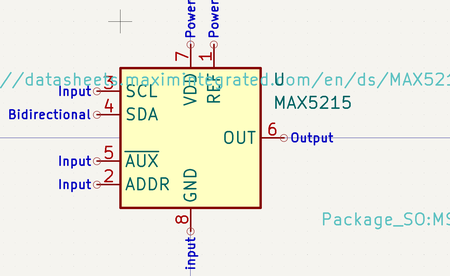 Power
Power
7
1
//datasheets.maximintegrated.com/en/ds/MAX521
U
MAX5215
VDD
REF
Input 3 SCL
Bidirectional 4 SDA
OUT 6 Output
Input 5 AUX
Input 2 ADDR
GND
8
input
Package_SO:MS